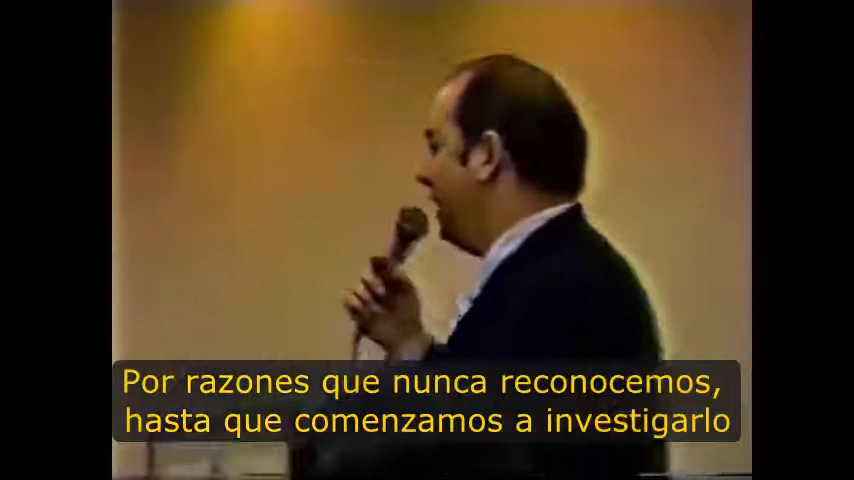 Por razones que nunca reconocemos,
hasta que comenzamos a investigarlo